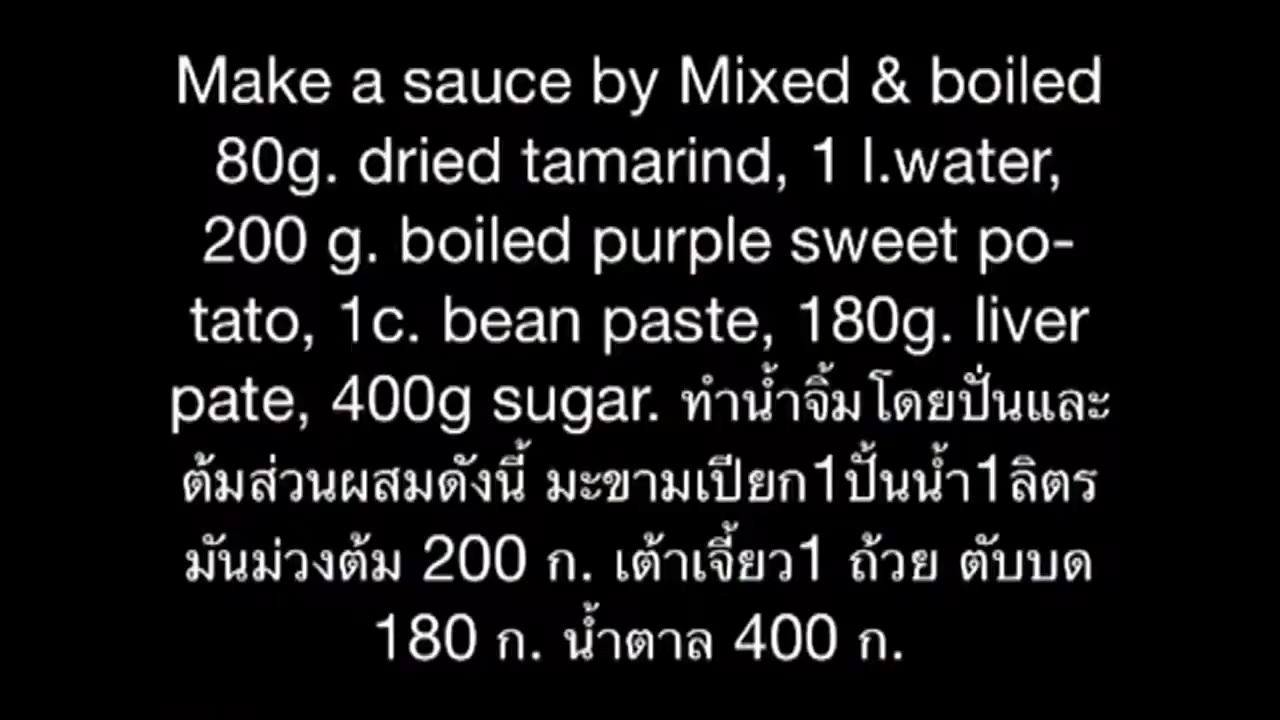 Make a sauce by Mixed & boiled
80g. dried tamarind, 1 l.water,
200 g. boiled purple sweet po-
tato, 1c. bean paste, 180g. liver
pate, 400g sugar. ทำน้ำจิ้มโดยปั่นและ
ต้มส่วนผสมดังนี้ มะขามเปียก1ปั้นน้ำ1ลิตร
มันม่วงต้ม 200 ก. เต้าเจี้ยว1 ถ้วย ตับบด
180 ก. น้ำตาล 400 ก.